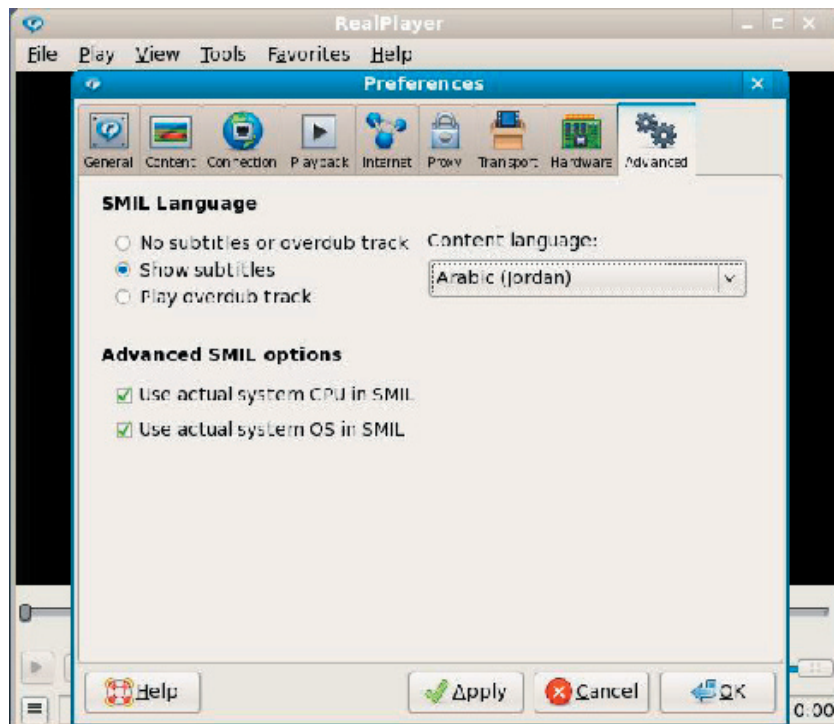 RealPlayer
File Play View Tools Favorites Help
Preferences
General Content Connection Playback Internet Proxy Transport Hardware Advanced
SMIL Language
No subtitles or overdub track
Show subtitles
Play overdub track
Content language:
Arabic (Jordan)
Advanced SMIL options
Use actual system CPU in SMIL
Use actual system OS in SMIL
Help Apply Cancel OK
0:00